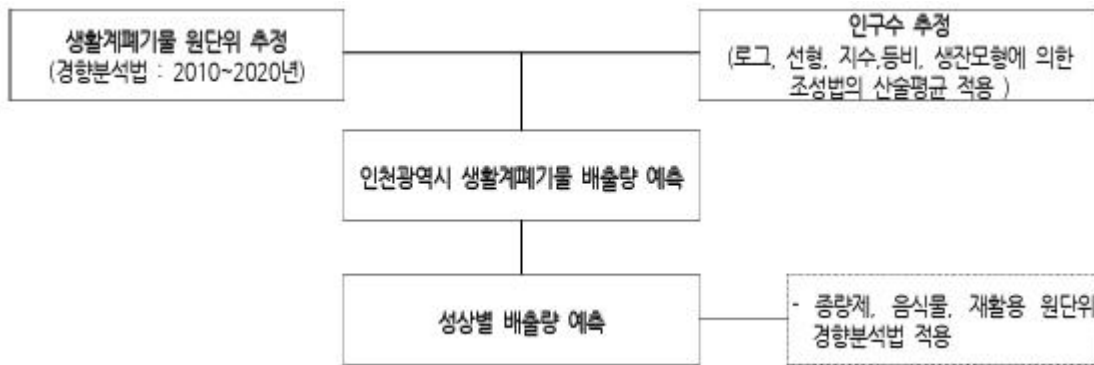 생활계폐기물 원단위 추정
(경향분석법 : 2010~2020년)
인구수 추정
(로그, 선형, 지수,등비, 생잔모형에 의한
조성법의 산술평균 적용 )
인천광역시 생활계폐기물 배출량 예측
성상별 배출량 예측
- 종량제, 음식물, 재활용 원단위
경향분석법 적용